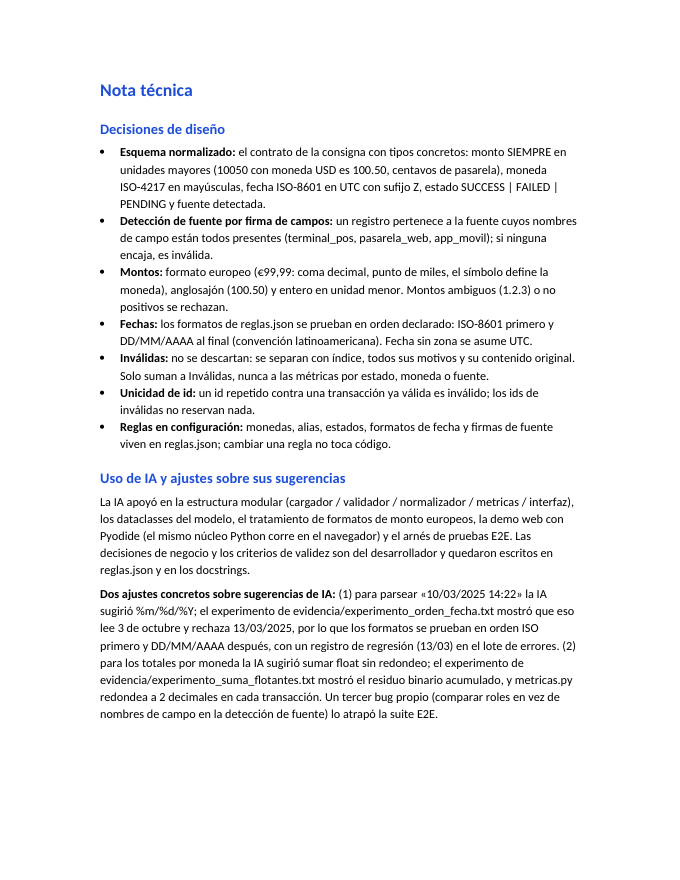 Nota técnica
Decisiones de diseño
• Esquema normalizado: el contrato de la consigna con tipos concretos: monto SIEMPRE en
unidades mayores (10050 con moneda USD es 100.50, centavos de pasarela), moneda
ISO-4217 en mayúsculas, fecha ISO-8601 en UTC con sufijo Z, estado SUCCESS | FAILED |
PENDING y fuente detectada.
• Detección de fuente por firma de campos: un registro pertenece a la fuente cuyos nombres
de campo están todos presentes (terminal_pos, pasarela_web, app_movil); si ninguna
encaja, es inválida.
• Montos: formato europeo (€99,99: coma decimal, punto de miles, el símbolo define la
moneda), anglosajón (100.50) y entero en unidad menor. Montos ambiguos (1.2.3) o no
positivos se rechazan.
• Fechas: los formatos de reglas.json se prueban en orden declarado: ISO-8601 primero y
DD/MM/AAAA al final (convención latinoamericana). Fecha sin zona se asume UTC.
• Inválidas: no se descartan: se separan con índice, todos sus motivos y su contenido original.
Solo suman a Inválidas, nunca a las métricas por estado, moneda o fuente.
• Unicidad de id: un id repetido contra una transacción ya válida es inválido; los ids de
inválidas no reservan nada.
• Reglas en configuración: monedas, alias, estados, formatos de fecha y firmas de fuente
viven en reglas.json; cambiar una regla no toca código.
Uso de IA y ajustes sobre sus sugerencias
La IA apoyó en la estructura modular (cargador / validador / normalizador / metricas / interfaz),
los dataclasses del modelo, el tratamiento de formatos de monto europeos, la demo web con
Pyodide (el mismo núcleo Python corre en el navegador) y el arnés de pruebas E2E. Las
decisiones de negocio y los criterios de validez son del desarrollador y quedaron escritos en
reglas.json y en los docstrings.
Dos ajustes concretos sobre sugerencias de IA: (1) para parsear «10/03/2025 14:22» la IA
sugirió %m/%d/%Y; el experimento de evidencia/experimento_orden_fecha.txt mostró que eso
lee 3 de octubre y rechaza 13/03/2025, por lo que los formatos se prueban en orden ISO
primero y DD/MM/AAAA después, con un registro de regresión (13/03) en el lote de errores. (2)
para los totales por moneda la IA sugirió sumar float sin redondeo; el experimento de
evidencia/experimento_suma_flotantes.txt mostró el residuo binario acumulado, y metricas.py
redondea a 2 decimales en cada transacción. Un tercer bug propio (comparar roles en vez de
nombres de campo en la detección de fuente) lo atrapó la suite E2E.